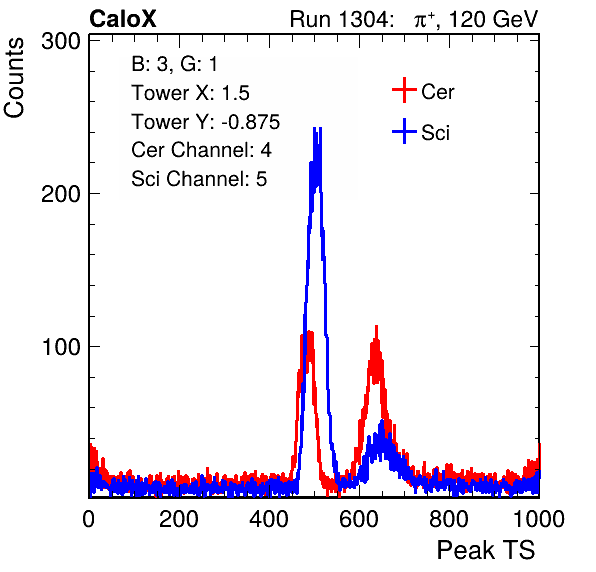 CaloX Run 1304: π⁺, 120 GeV
Counts
300
200
100
B: 3, G: 1
Tower X: 1.5
Tower Y: -0.875
Cer Channel: 4
Sci Channel: 5
Cer
Sci
0 200 400 600 800 1000
Peak TS